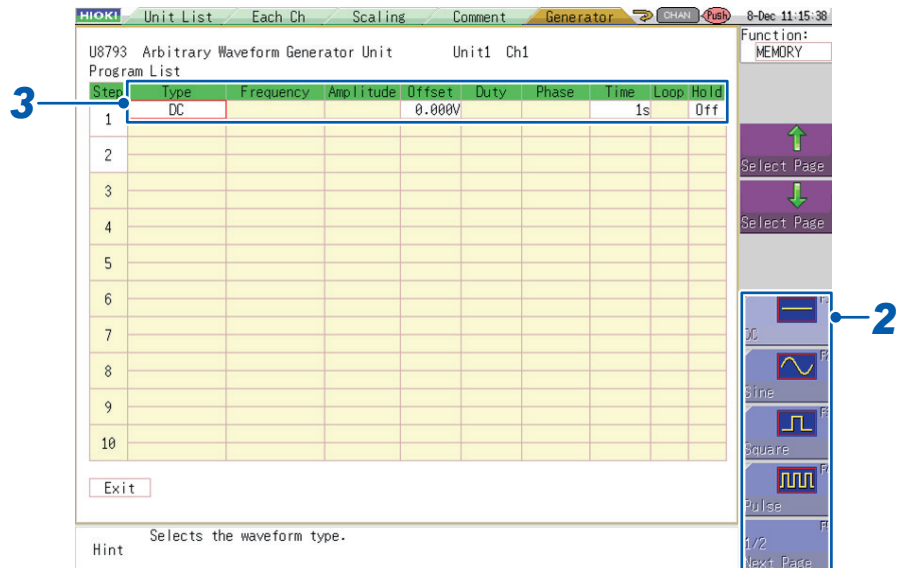 HIOKI Unit List Each Ch Scaling Comment Generator CHAN Push 8-Dec 11:15:38
Function:
MEMORY
U8793 Arbitrary Waveform Generator Unit Unit1 Ch1
Program List
Step Type Frequency Amplitude Offset Duty Phase Time Loop Hold
3
1 DC 0.000V 1s Off
2
3
4
5
6
7
8
9
10
Exit
Hint Selects the waveform type.
Select Page
Select Page
2
DC
Sine
Square
Pulse
1/2
Next Page